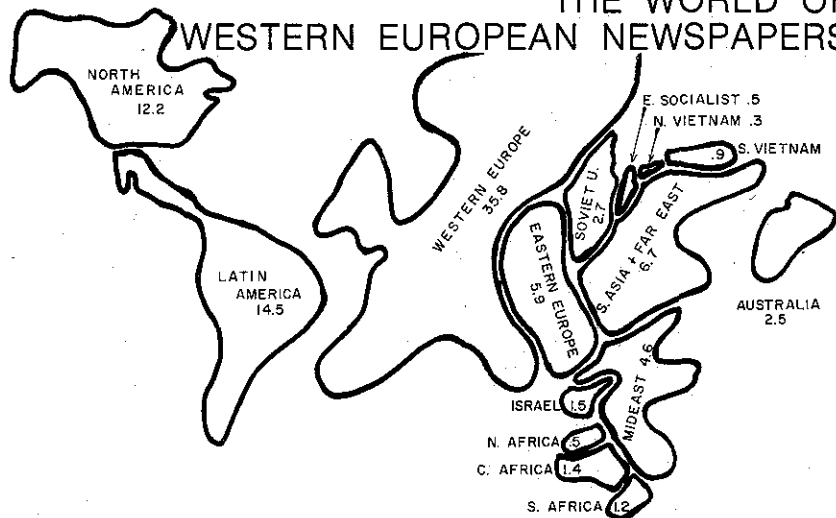 THE WORLD OF
WESTERN EUROPEAN NEWSPAPERS
NORTH
AMERICA
12.2
E. SOCIALIST .5
N. VIETNAM .3
.9 S. VIETNAM
WESTERN EUROPE
35.8
SOVIET U.
2.7
EASTERN EUROPE
5.9
S. ASIA + FAR EAST
6.7
LATIN
AMERICA
14.5
AUSTRALIA
2.5
MIDEAST 4.6
ISRAEL 1.5
N. AFRICA .5
C. AFRICA 1.4
S. AFRICA 1.2